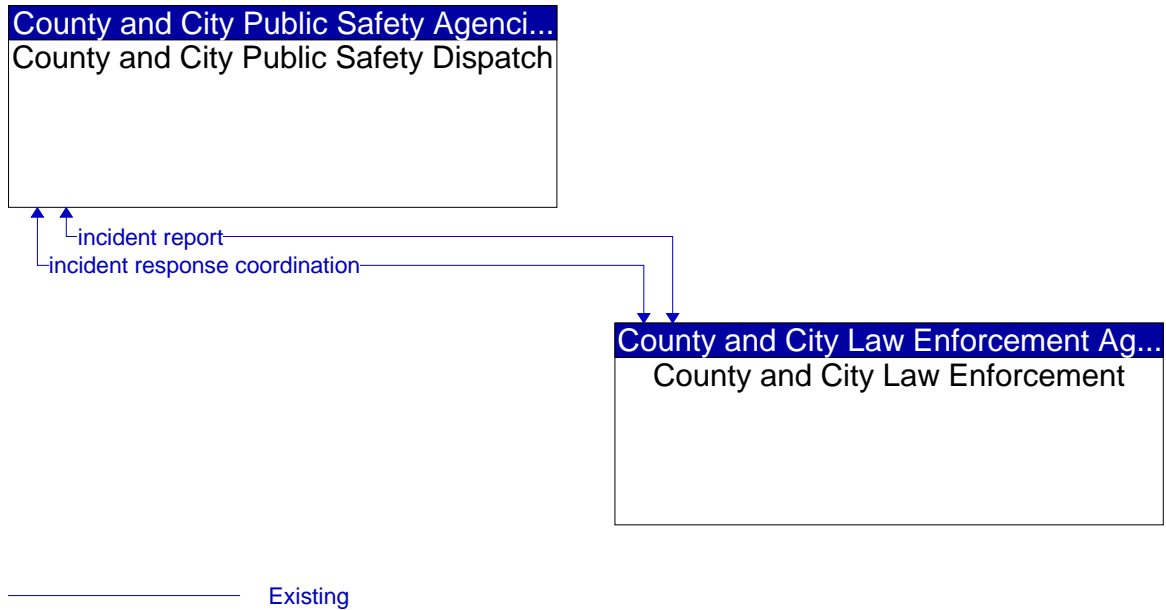 County and City Public Safety Agenci...
County and City Public Safety Dispatch
incident report
incident response coordination
County and City Law Enforcement Ag...
County and City Law Enforcement
Existing